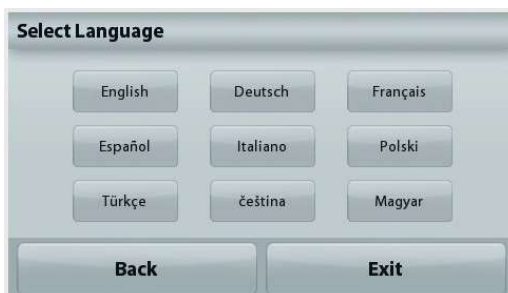 Select Language
English Deutsch Français
Español Italiano Polski
Türkçe čeština Magyar
Back Exit